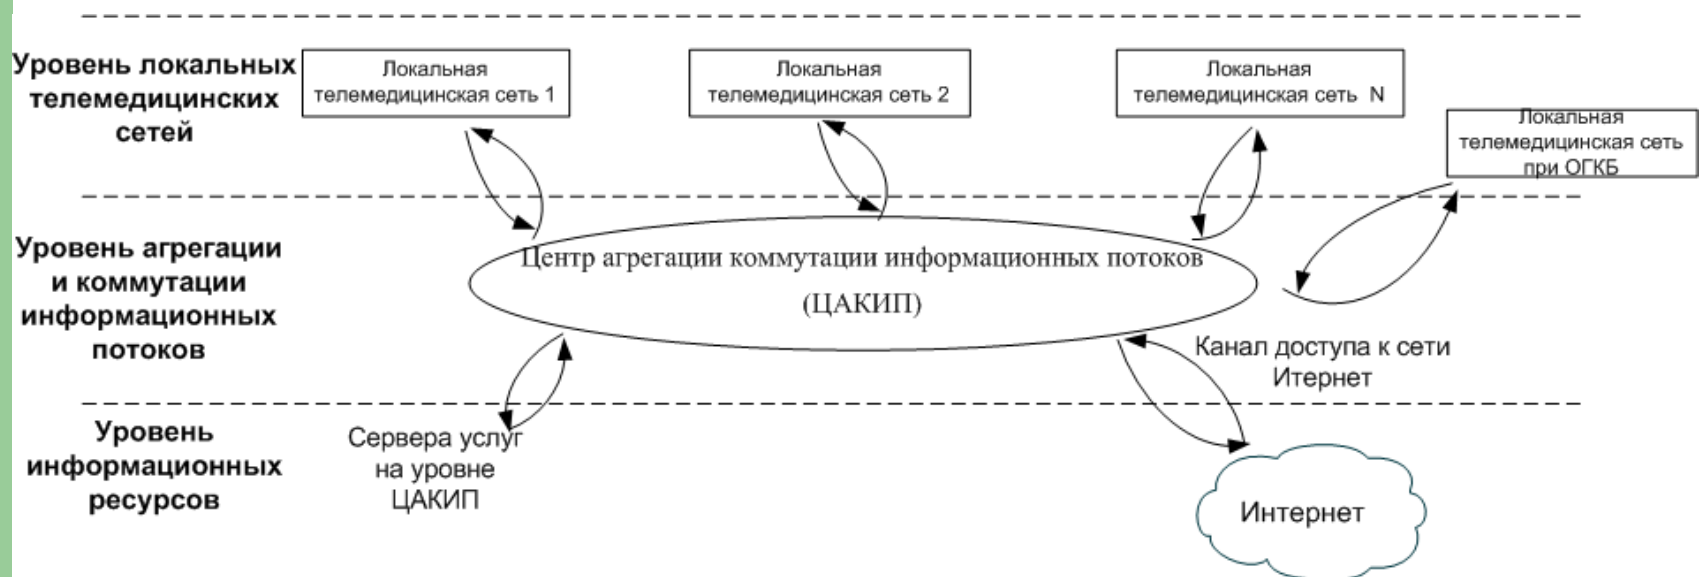 Уровень локальных
телемедицинских
сетей
Локальная
телемедицинская сеть 1
Локальная
телемедицинская сеть 2
Локальная
телемедицинская сеть N
Локальная
телемедицинская сеть
при ОГКБ
Уровень агрегации
и коммутации
информационных
потоков
Центр агрегации коммутации информационных потоков
(ЦАКИП)
Канал доступа к сети
Итернет
Уровень
информационных
ресурсов
Сервера услуг
на уровне
ЦАКИП
Интернет